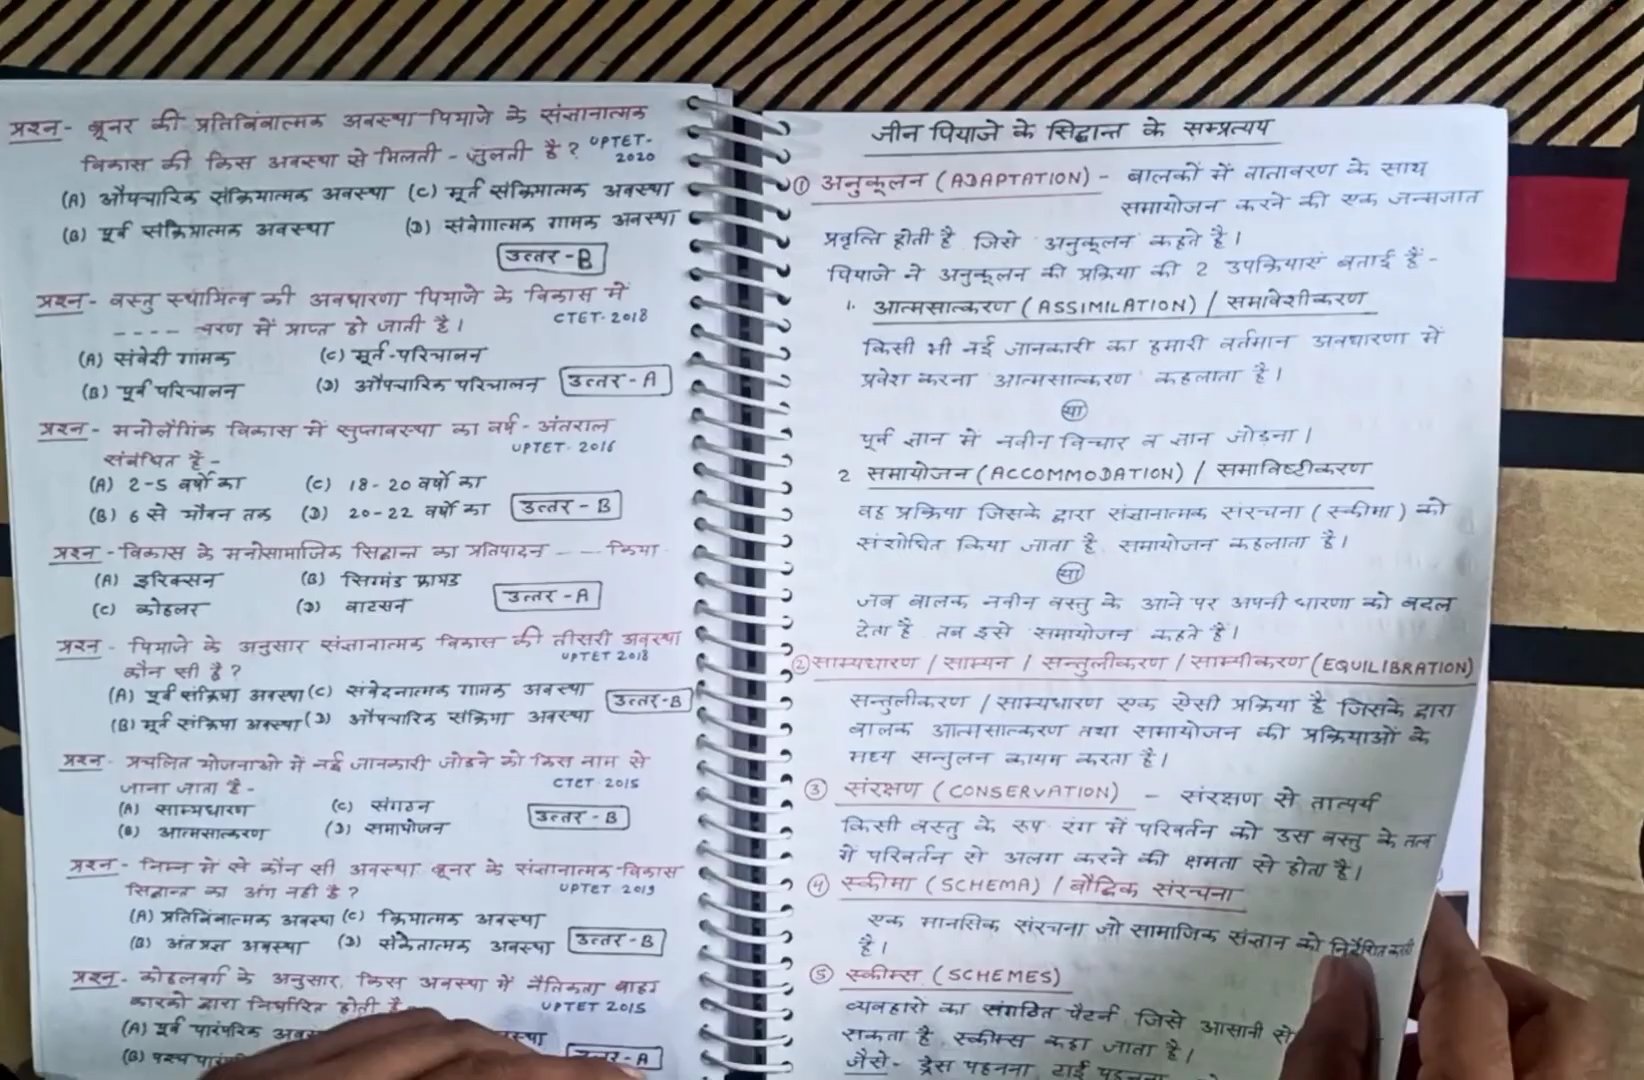 प्रश्न - ब्रूनर की प्रतिबिंबात्मक अवस्था पियाजे के संज्ञानात्मक
विकास की किस अवस्था से मिलती-जुलती है? UPTET-2020
(A) औपचारिक संक्रियात्मक अवस्था (C) मूर्त संक्रियात्मक अवस्था
(B) पूर्व संक्रियात्मक अवस्था (D) संवेगात्मक गामक अवस्था
उत्तर-B
प्रश्न - वस्तु स्थायित्व की अवधारणा पियाजे के विकास में
---- चरण में प्राप्त हो जाती है। CTET-2018
(A) संवेदी गामक (C) मूर्त-परिचालन
(B) पूर्व परिचालन (D) औपचारिक परिचालन उत्तर-A
प्रश्न - मनोलैंगिक विकास में सुप्तावस्था का वर्ष-अंतराल
संबंधित है- UPTET-2016
(A) 2-5 वर्षों का (C) 18-20 वर्षों का
(B) 6 से यौवन तक (D) 20-22 वर्षों का उत्तर-B
प्रश्न - विकास के मनोसामाजिक सिद्धान्त का प्रतिपादन --- किया
(A) इरिक्सन (B) सिग्मंड फ्रायड
(C) कोहलर (D) वाटसन उत्तर-A
प्रश्न - पियाजे के अनुसार संज्ञानात्मक विकास की तीसरी अवस्था
कौन सी है? UPTET 2018
(A) पूर्व संक्रिया अवस्था (C) संवेदनात्मक गामक अवस्था
(B) मूर्त संक्रिया अवस्था (D) औपचारिक संक्रिया अवस्था उत्तर-B
प्रश्न - प्रचलित योजनाओं में नई जानकारी जोड़ने को किस नाम से
जाना जाता है- CTET-2015
(A) साम्यधारण (C) संगठन
(B) आत्मसात्करण (D) समायोजन उत्तर-B
प्रश्न - निम्न में से कौन सी अवस्था ब्रूनर के संज्ञानात्मक-विकास
सिद्धान्त का अंग नहीं है? UPTET 2019
(A) प्रतिबिंबात्मक अवस्था (C) क्रियात्मक अवस्था
(B) अंतःप्रज्ञ अवस्था (D) संकेतात्मक अवस्था उत्तर-B
प्रश्न - कोहलबर्ग के अनुसार, किस अवस्था में नैतिकता बाह्य
कारकों द्वारा निर्धारित होती है UPTET 2015
(A) पूर्व पारंपरिक
(B)
जीन पियाजे के सिद्धान्त के सम्प्रत्यय
① अनुकूलन (ADAPTATION) - बालकों में वातावरण के साथ
समायोजन करने की एक जन्मजात
प्रवृत्ति होती है जिसे अनुकूलन कहते है।
पियाजे ने अनुकूलन की प्रक्रिया की 2 उपक्रियाएं बताई हैं-
1. आत्मसात्करण (ASSIMILATION) / समावेशीकरण
किसी भी नई जानकारी का हमारी वर्तमान अवधारणा में
प्रवेश करना 'आत्मसात्करण' कहलाता है।
या
पूर्व ज्ञान में नवीन विचार व ज्ञान जोड़ना।
2 समायोजन (ACCOMMODATION) / समाविष्टीकरण
वह प्रक्रिया जिसके द्वारा संज्ञानात्मक संरचना (स्कीमा) को
संशोधित किया जाता है, समायोजन कहलाता है।
या
जब बालक नवीन वस्तु के आने पर अपनी धारणा को बदल
देता है, तब इसे 'समायोजन' कहते हैं।
② साम्यधारण / साम्यन / सन्तुलीकरण / साम्यीकरण (EQUILIBRATION)
सन्तुलीकरण / साम्यधारण एक ऐसी प्रक्रिया है जिसके द्वारा
बालक आत्मसात्करण तथा समायोजन की प्रक्रियाओं के
मध्य सन्तुलन कायम करता है।
③ संरक्षण (CONSERVATION) - संरक्षण से तात्पर्य
किसी वस्तु के रूप रंग में परिवर्तन को उस वस्तु के तत्व
में परिवर्तन से अलग करने की क्षमता से होता है।
④ स्कीमा (SCHEMA) / बौद्धिक संरचना
एक मानसिक संरचना जो सामाजिक संज्ञान को निर्देशित करती
है।
⑤ स्कीम्स (SCHEMES)
व्यवहारों का संगठित पैटर्न जिसे आसानी से
सकता है, स्कीम्स कहा जाता है।
जैसे- ड्रेस पहनना, टाई पहनना